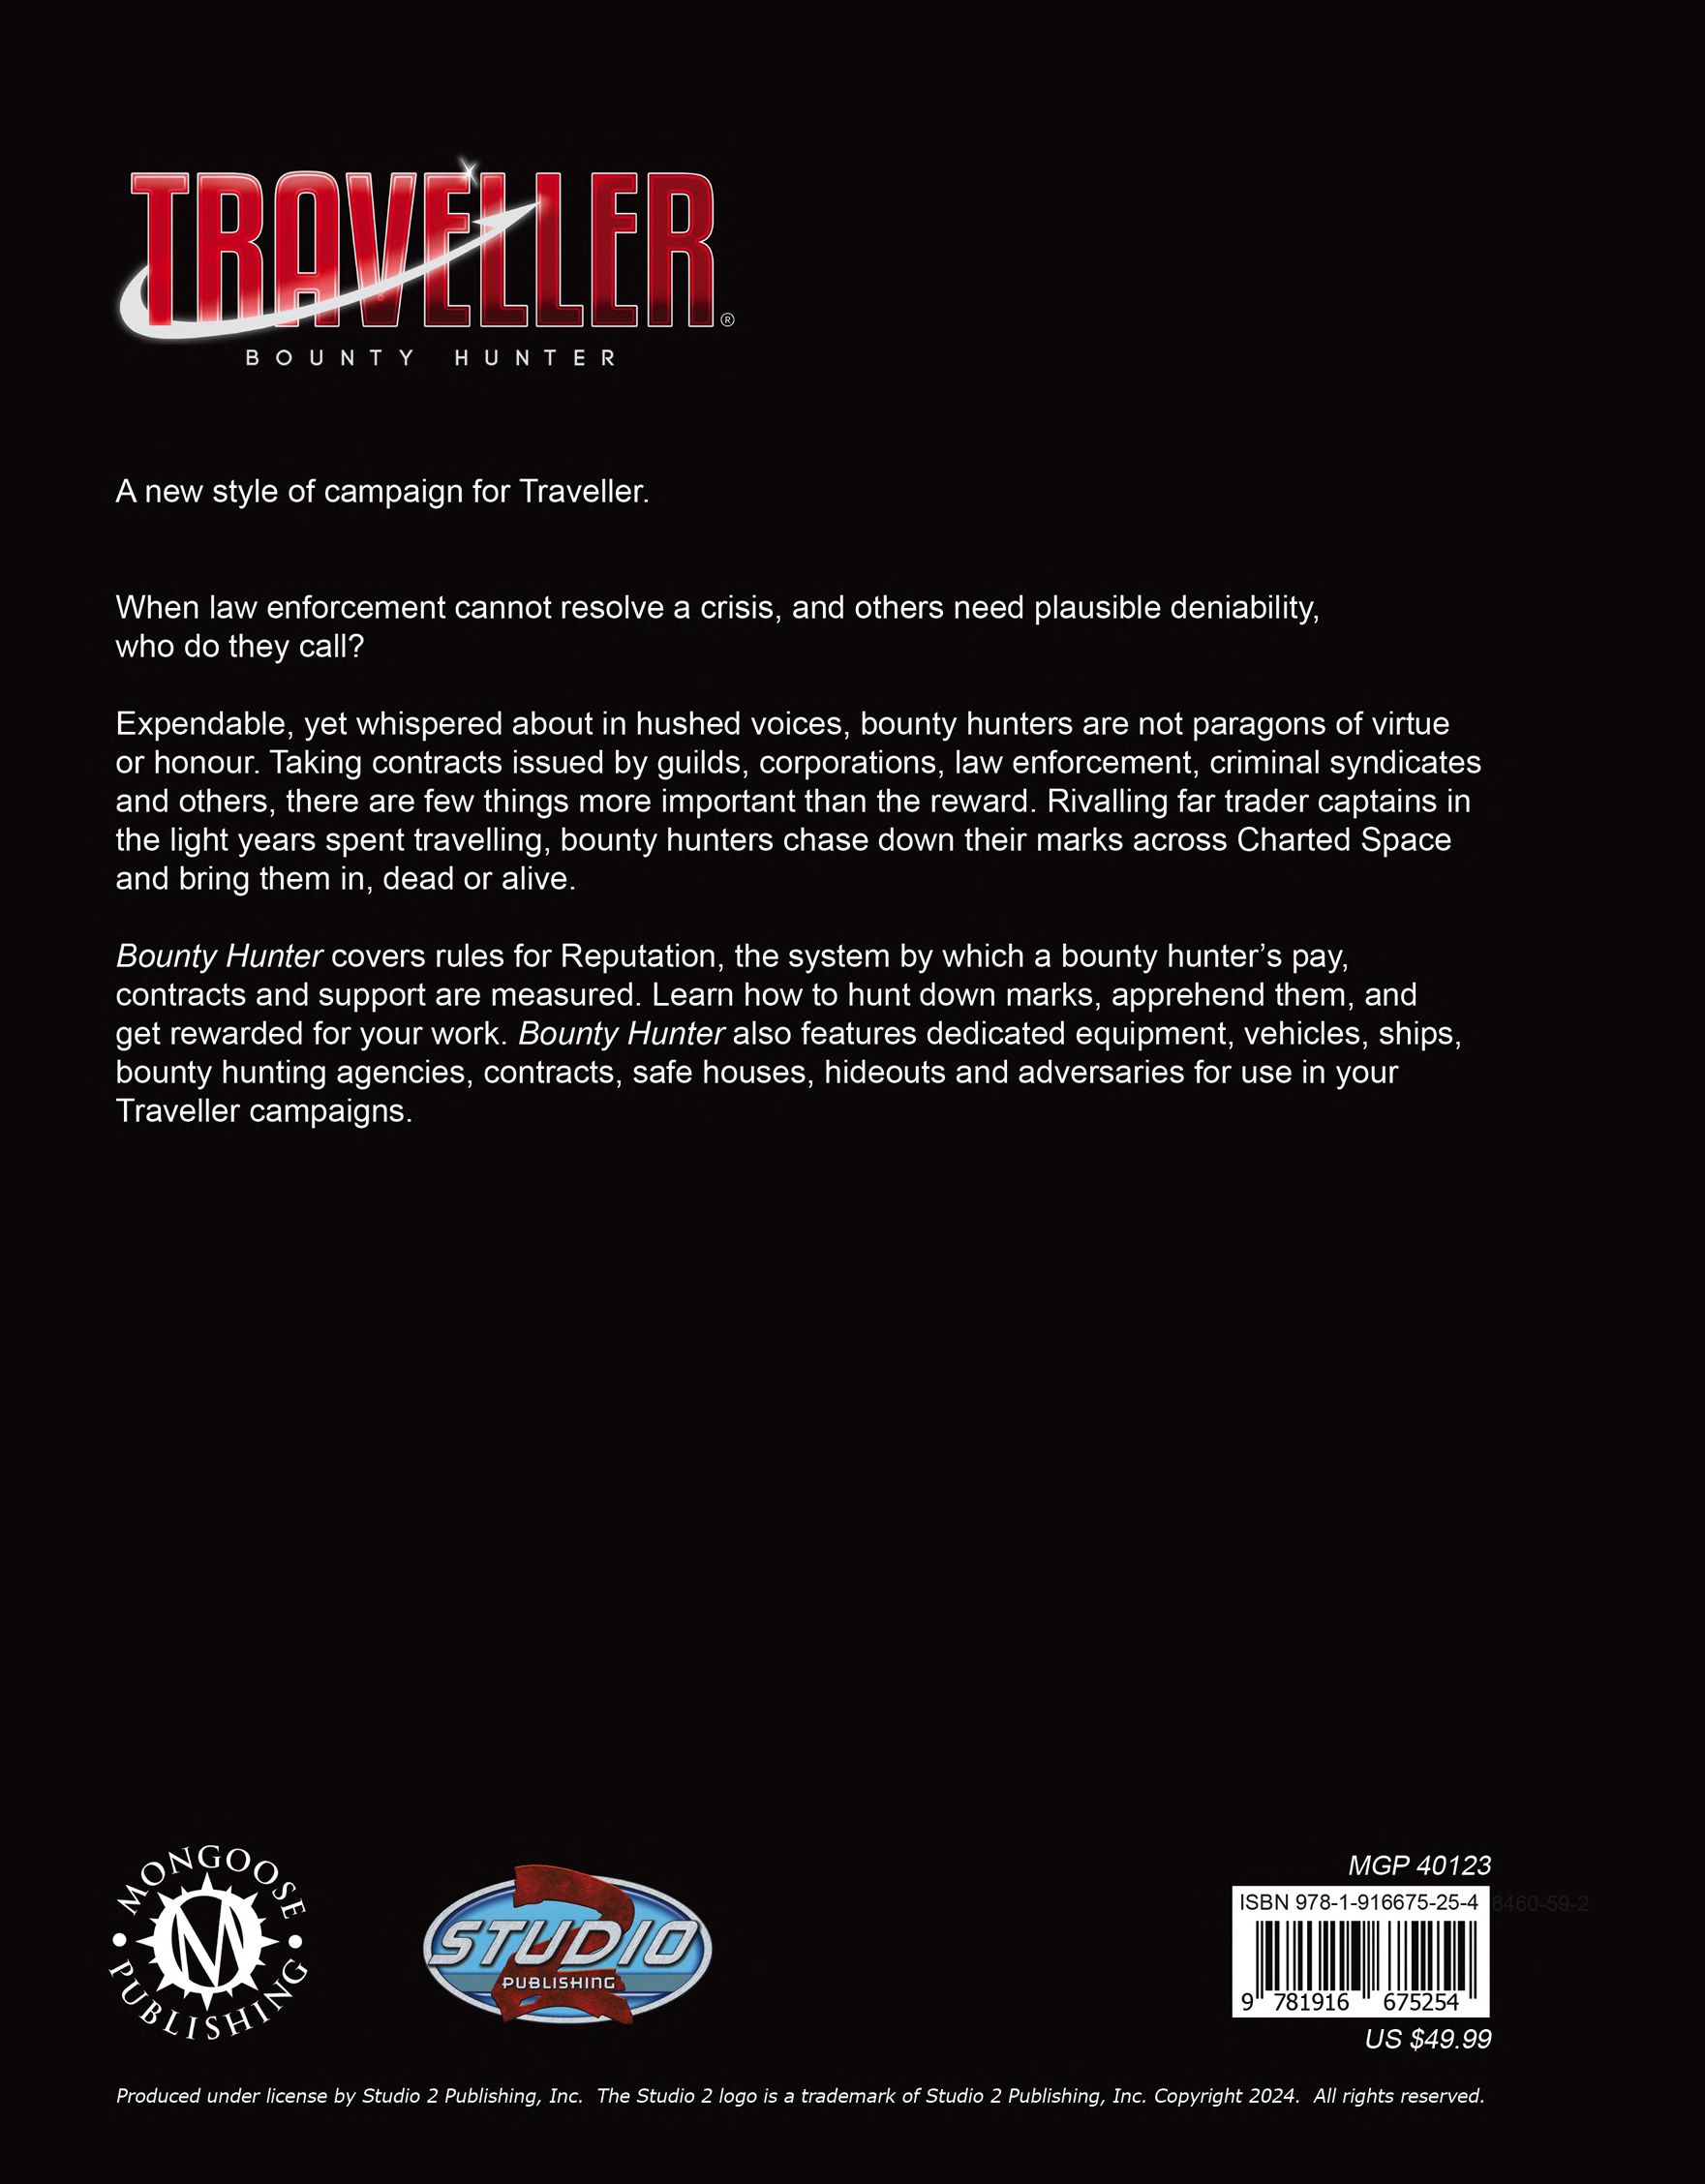 TRAVELLER®
BOUNTY HUNTER
A new style of campaign for Traveller.
When law enforcement cannot resolve a crisis, and others need plausible deniability,
who do they call?
Expendable, yet whispered about in hushed voices, bounty hunters are not paragons of virtue
or honour. Taking contracts issued by guilds, corporations, law enforcement, criminal syndicates
and others, there are few things more important than the reward. Rivalling far trader captains in
the light years spent travelling, bounty hunters chase down their marks across Charted Space
and bring them in, dead or alive.
Bounty Hunter covers rules for Reputation, the system by which a bounty hunter’s pay,
contracts and support are measured. Learn how to hunt down marks, apprehend them, and
get rewarded for your work. Bounty Hunter also features dedicated equipment, vehicles, ships,
bounty hunting agencies, contracts, safe houses, hideouts and adversaries for use in your
Traveller campaigns.
MONGOOSE
M
PUBLISHING
2
STUDIO
PUBLISHING
MGP 40123
ISBN 978-1-916675-25-4 8460-59-2
9 781916 675254
US $49.99
Produced under license by Studio 2 Publishing, Inc. The Studio 2 logo is a trademark of Studio 2 Publishing, Inc. Copyright 2024. All rights reserved.